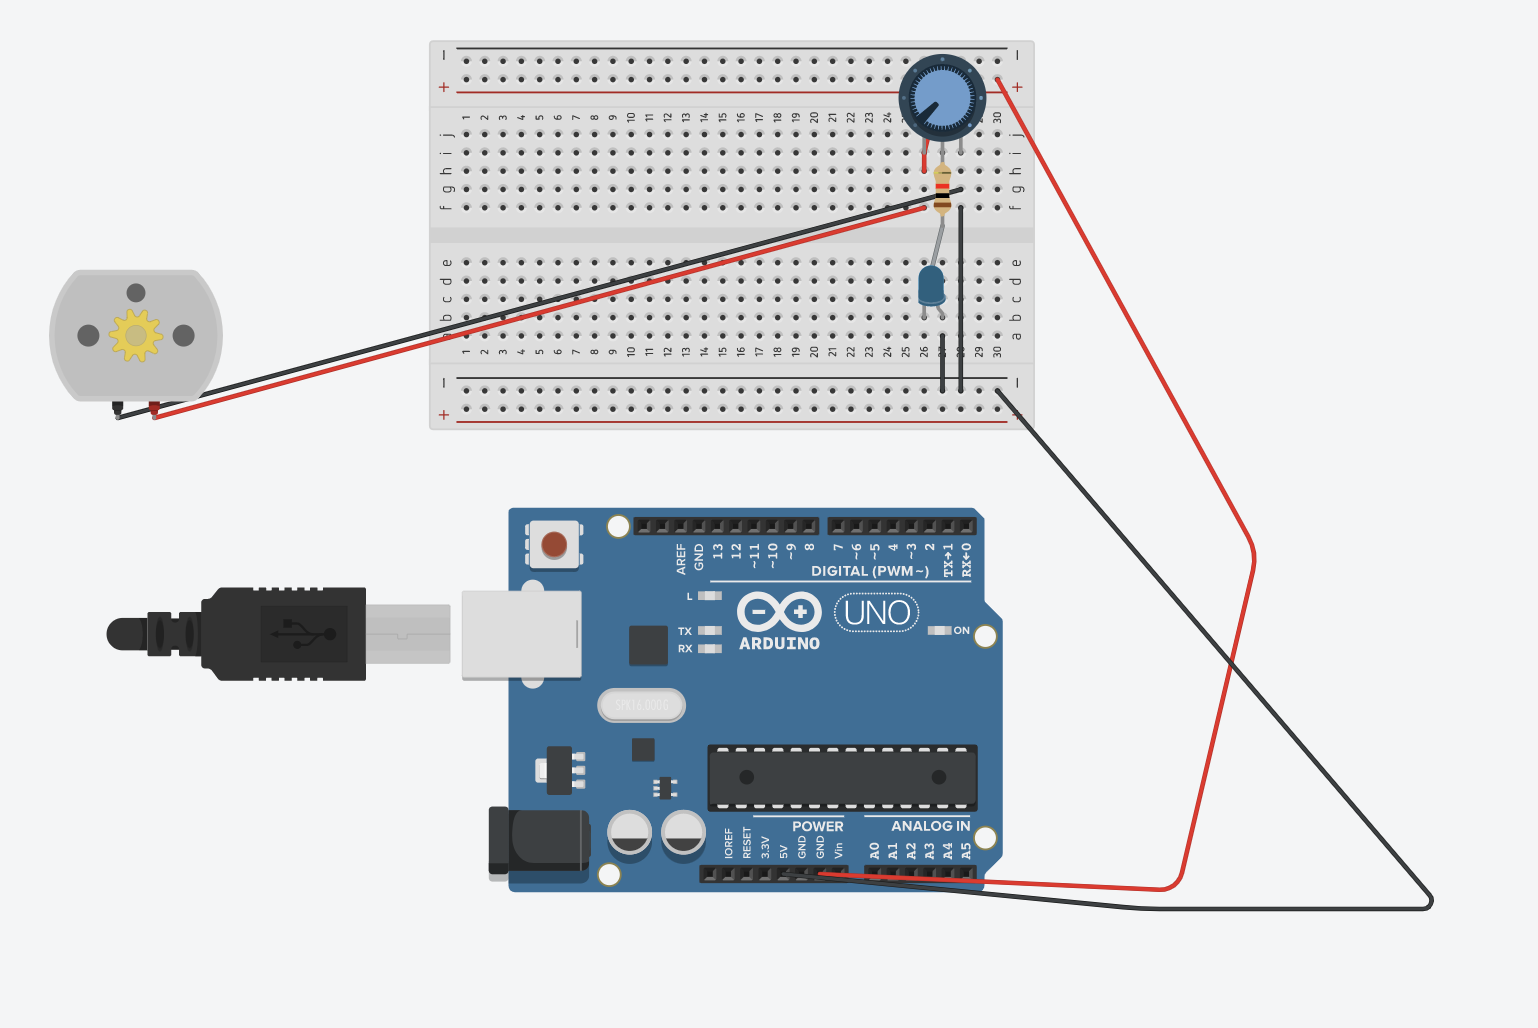 − −
+ +
1 2 3 4 5 6 7 8 9 10 11 12 13 14 15 16 17 18 19 20 21 22 23 24 30
j j
i i
h h
g g
f f
e e
d d
c c
b b
a
1 2 3 4 5 6 7 8 9 10 11 12 13 14 15 16 17 18 19 20 21 22 23 24 25 26 27 28 29 30
− −
+ +
AREF GND 13 12 ~11 ~10 ~9 8 7 ~6 ~5 4 ~3 2 TX→1 RX←0
DIGITAL (PWM~)
L
TX
RX
UNO
ARDUINO
ON
SPK16.000G
POWER ANALOG IN
IOREF RESET 3.3V 5V GND GND Vin A0 A1 A2 A3 A4 A5